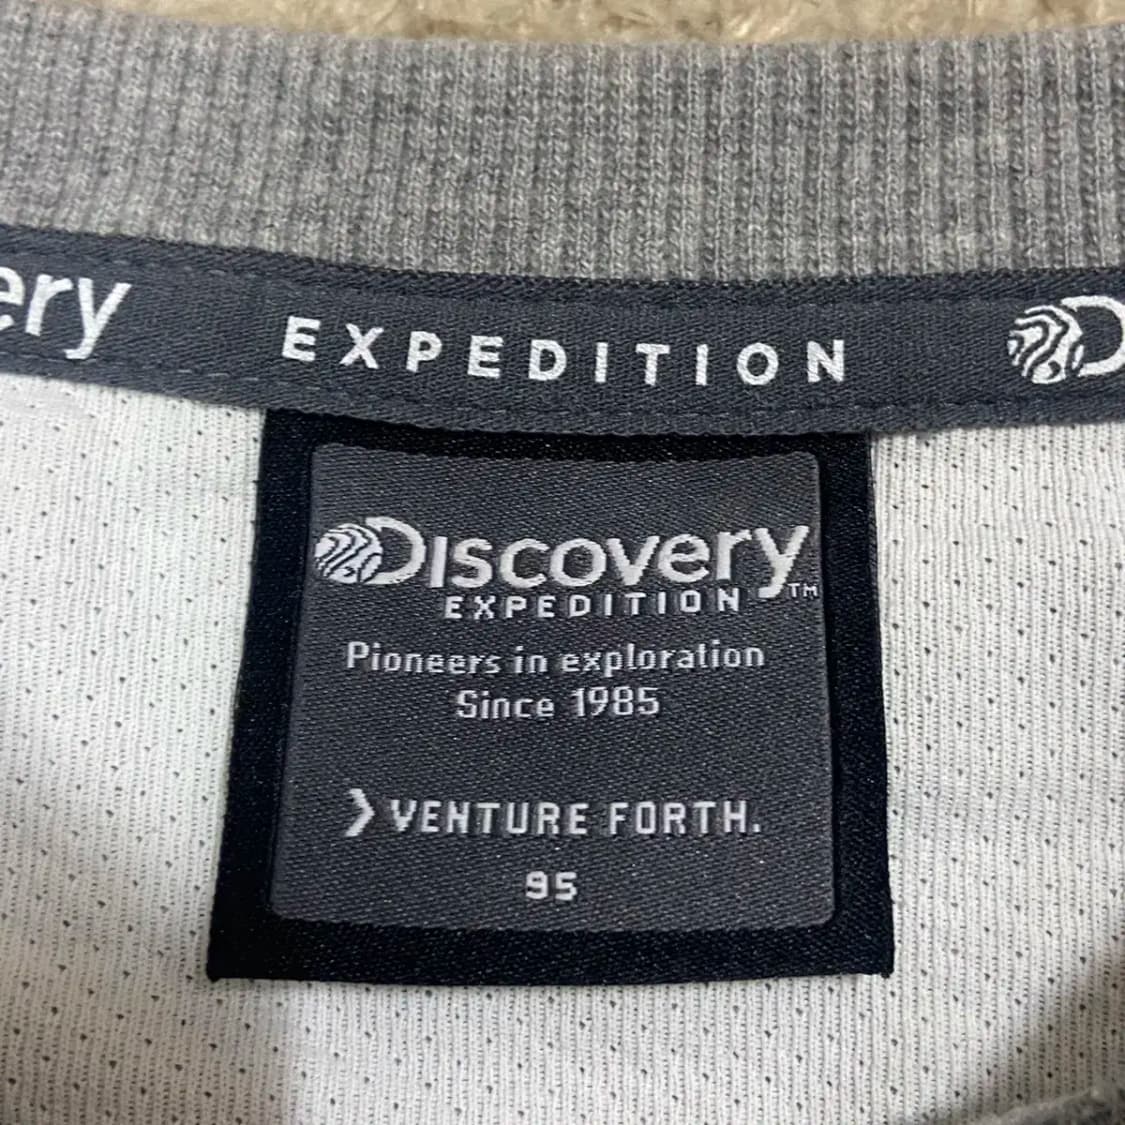 ery EXPEDITION D
DISCOVERY
EXPEDITION™
Pioneers in exploration
Since 1985
❯ VENTURE FORTH.
95